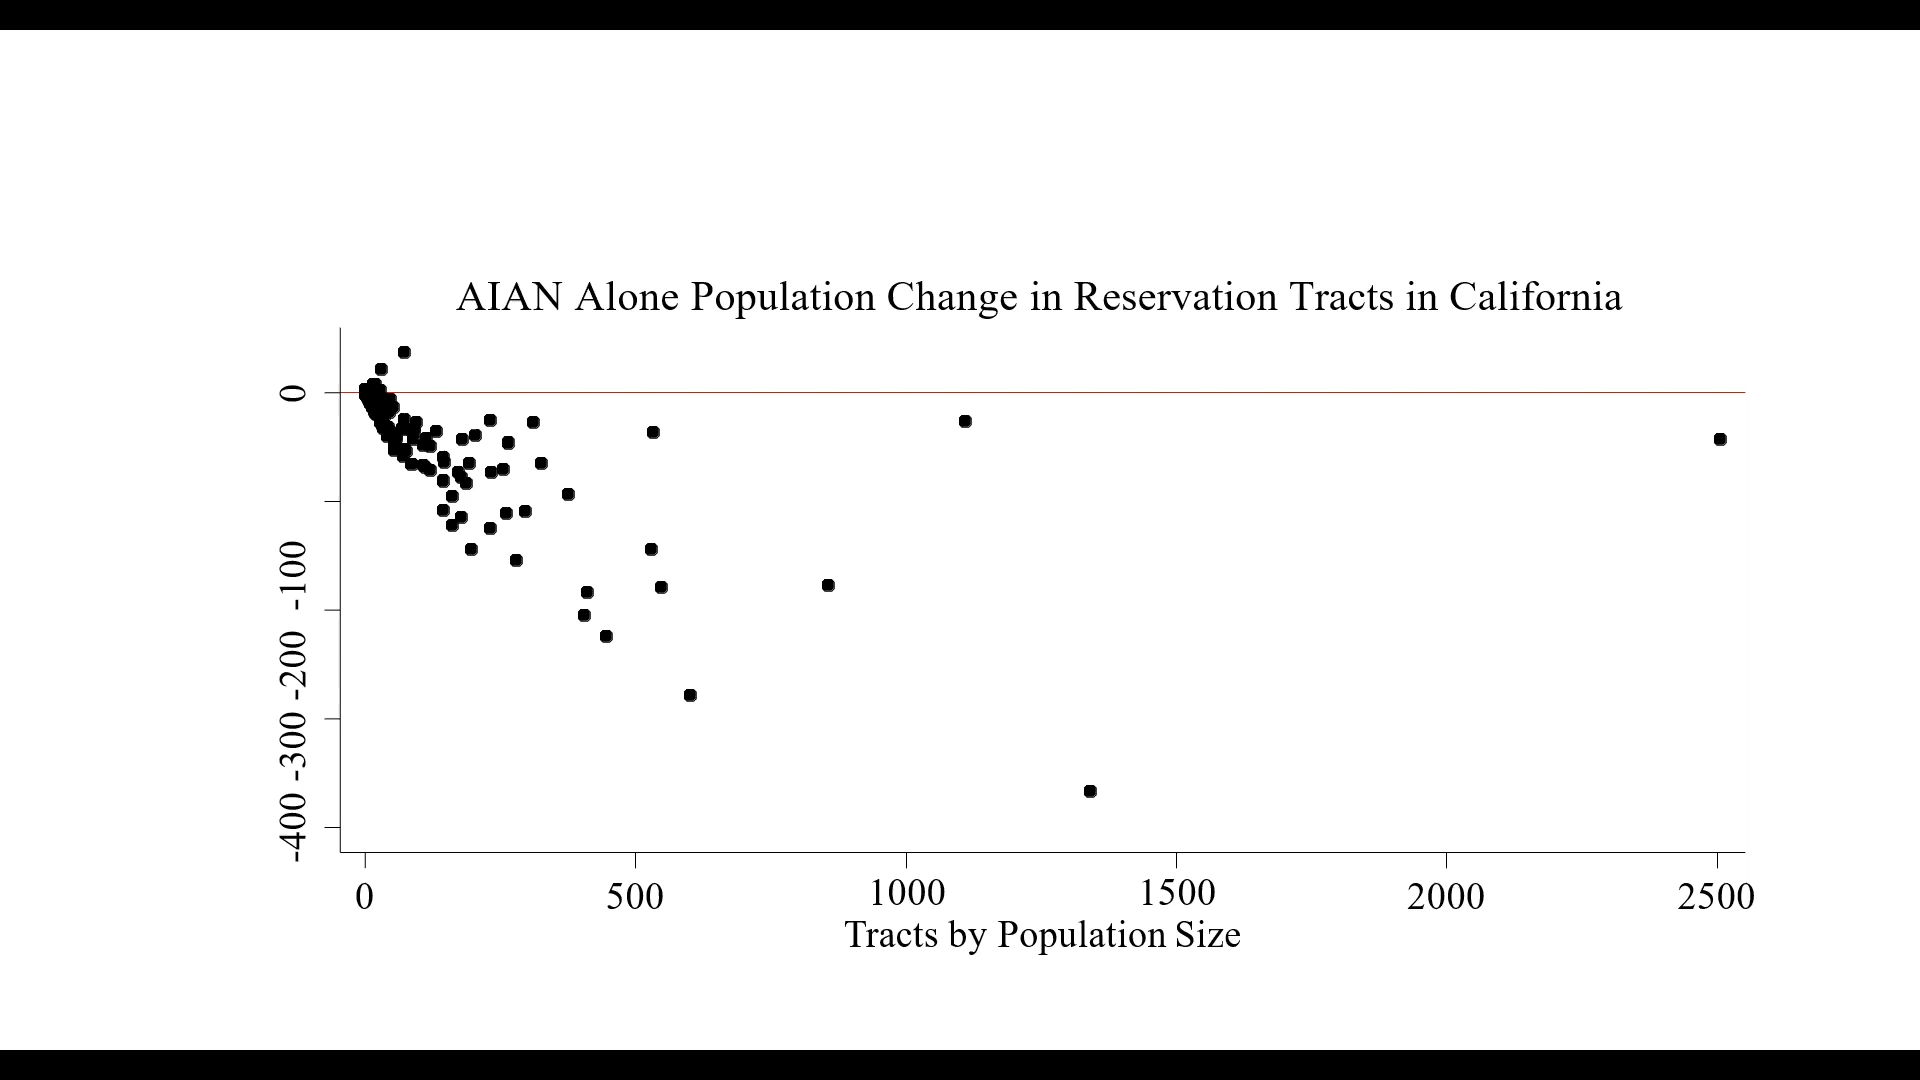 AIAN Alone Population Change in Reservation Tracts in California
0
-100
-200
-300
-400
0 500 1000 1500 2000 2500
Tracts by Population Size